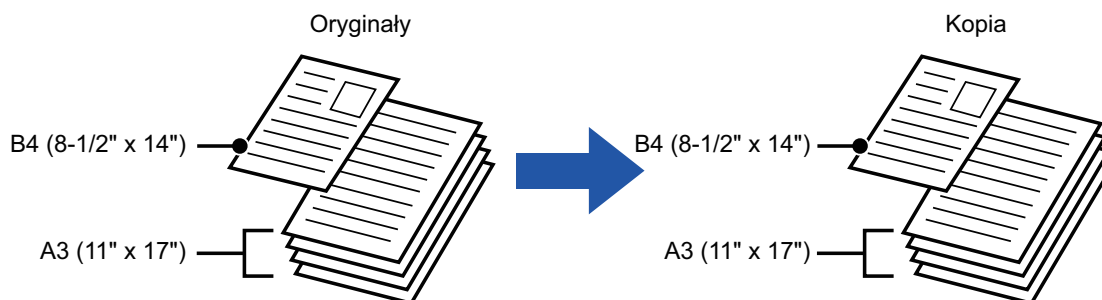 Oryginały
Kopia
B4 (8-1/2" x 14")
B4 (8-1/2" x 14")
A3 (11" x 17")
A3 (11" x 17")